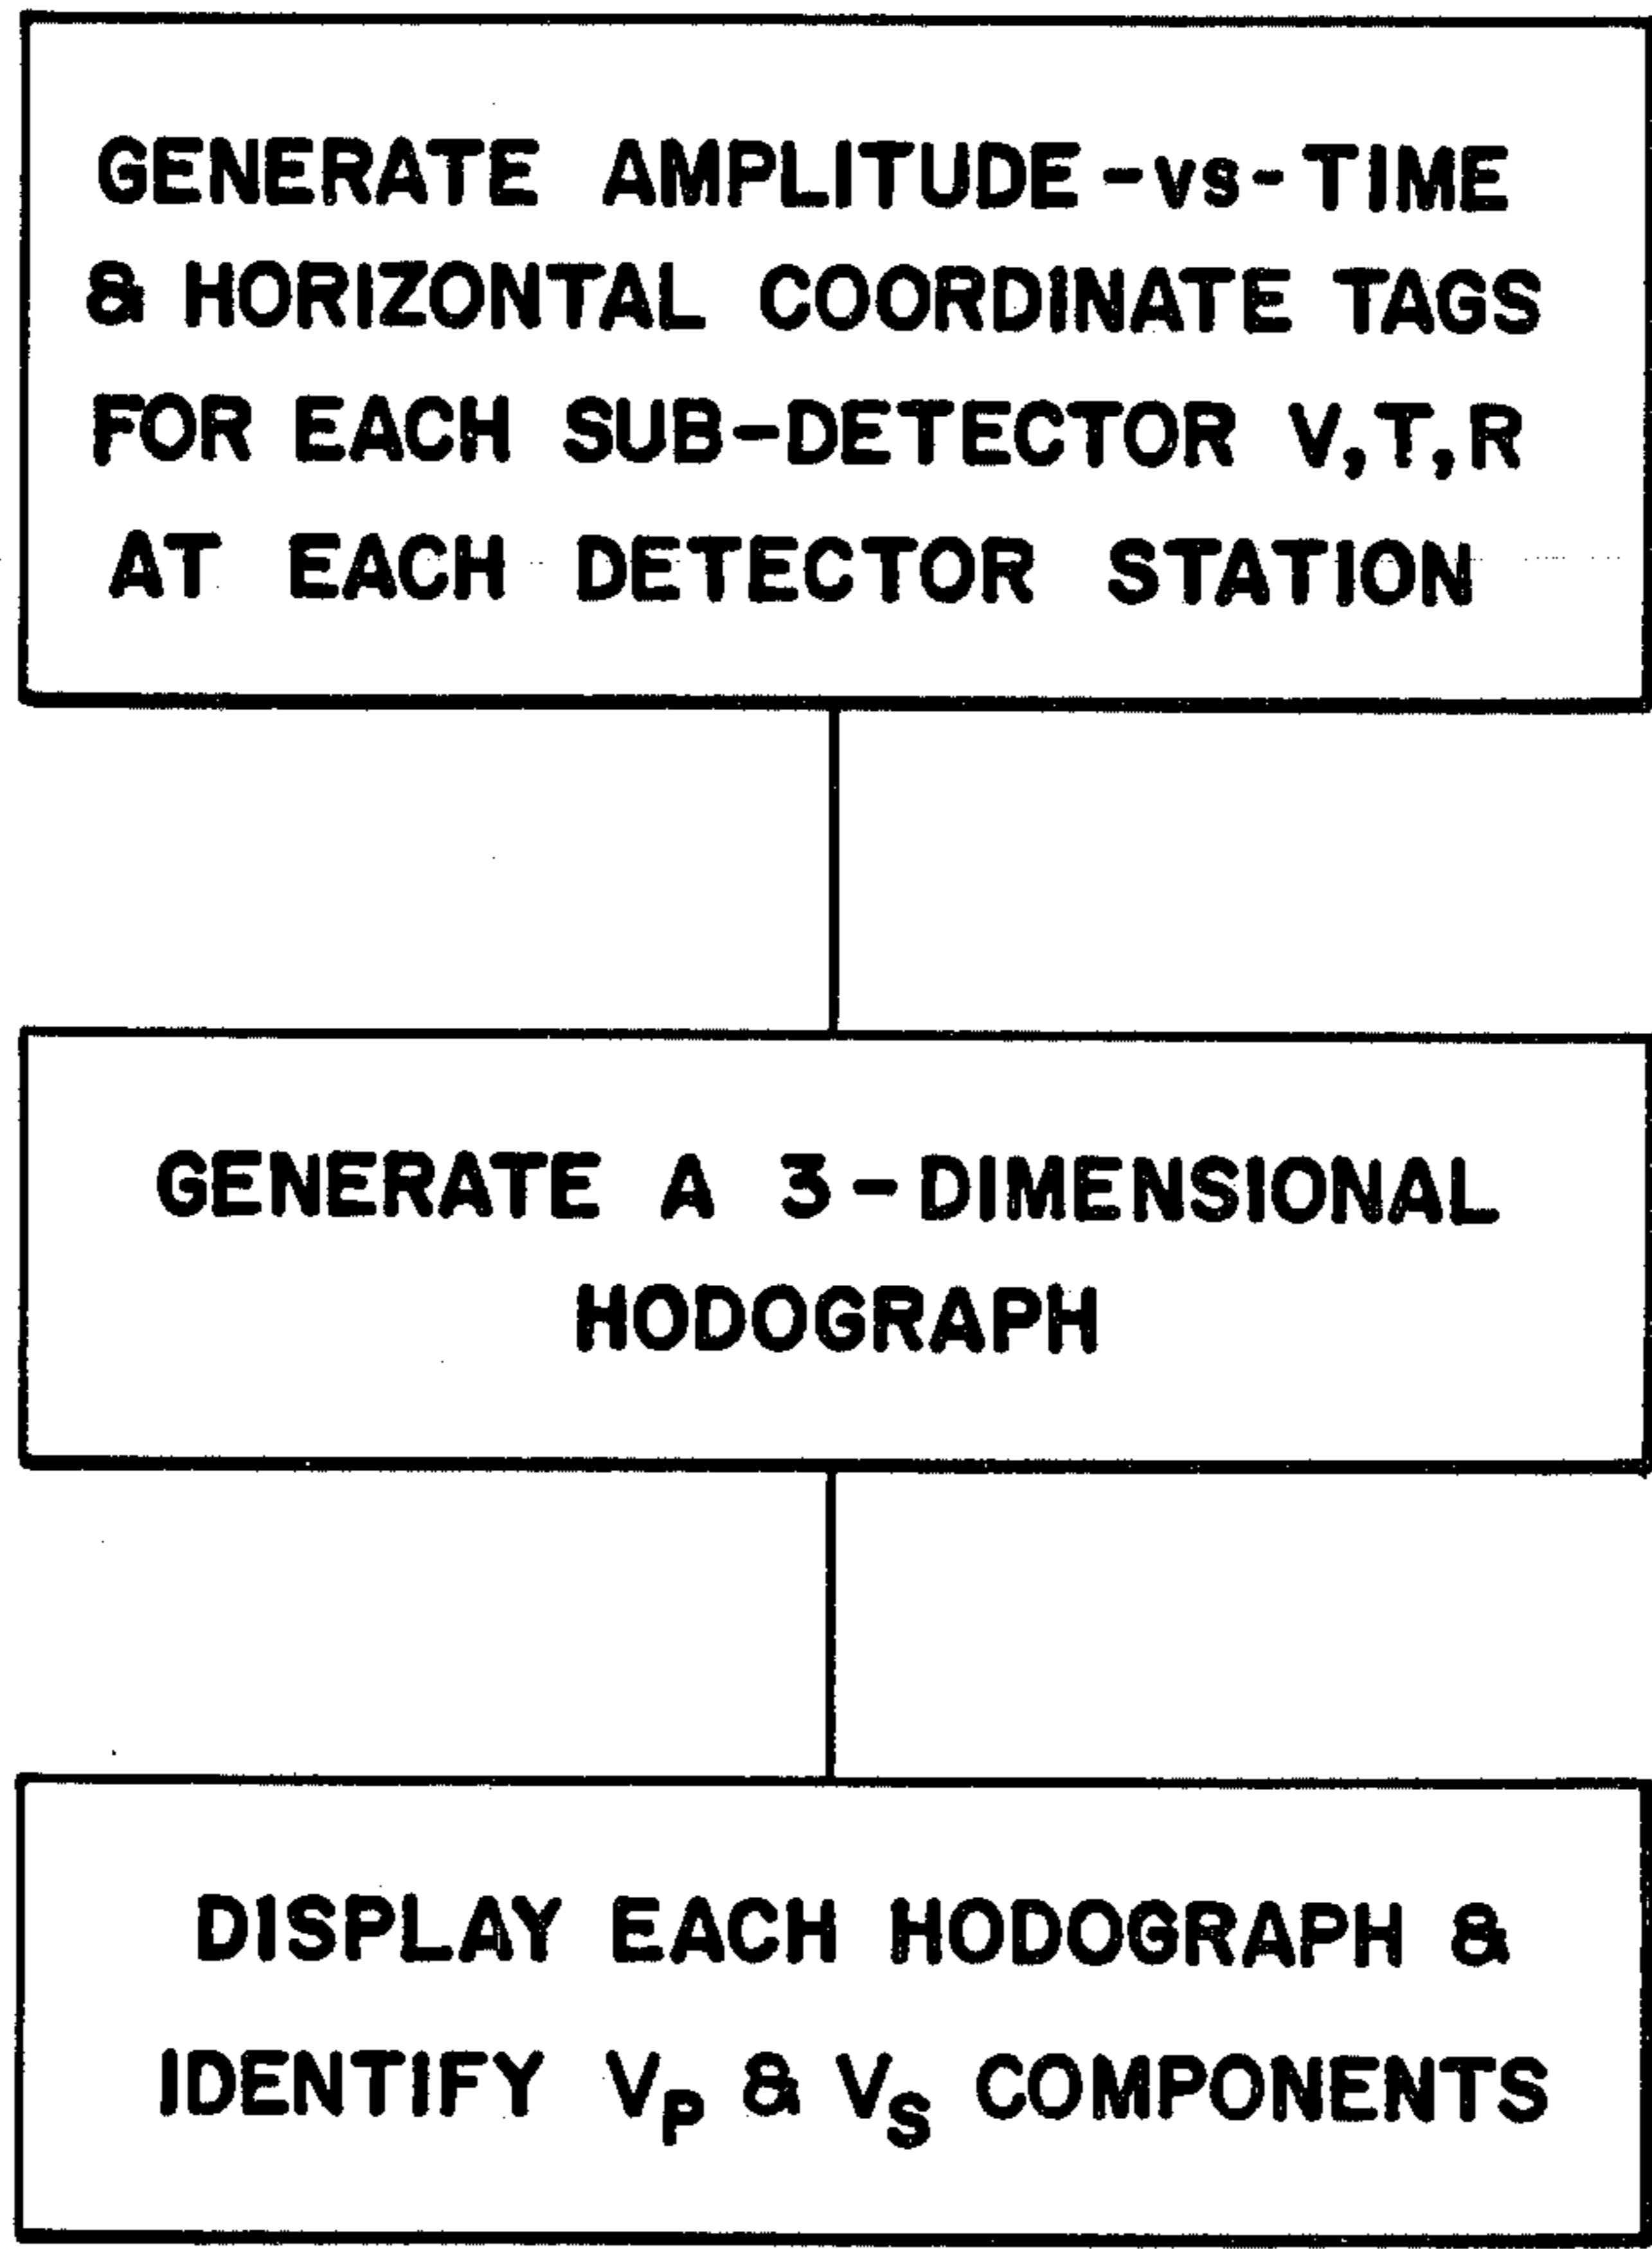 GENERATE AMPLITUDE-vs-TIME
& HORIZONTAL COORDINATE TAGS
FOR EACH SUB-DETECTOR V,T,R
AT EACH DETECTOR STATION
GENERATE A 3-DIMENSIONAL
HODOGRAPH
DISPLAY EACH HODOGRAPH &
IDENTIFY VP & VS COMPONENTS